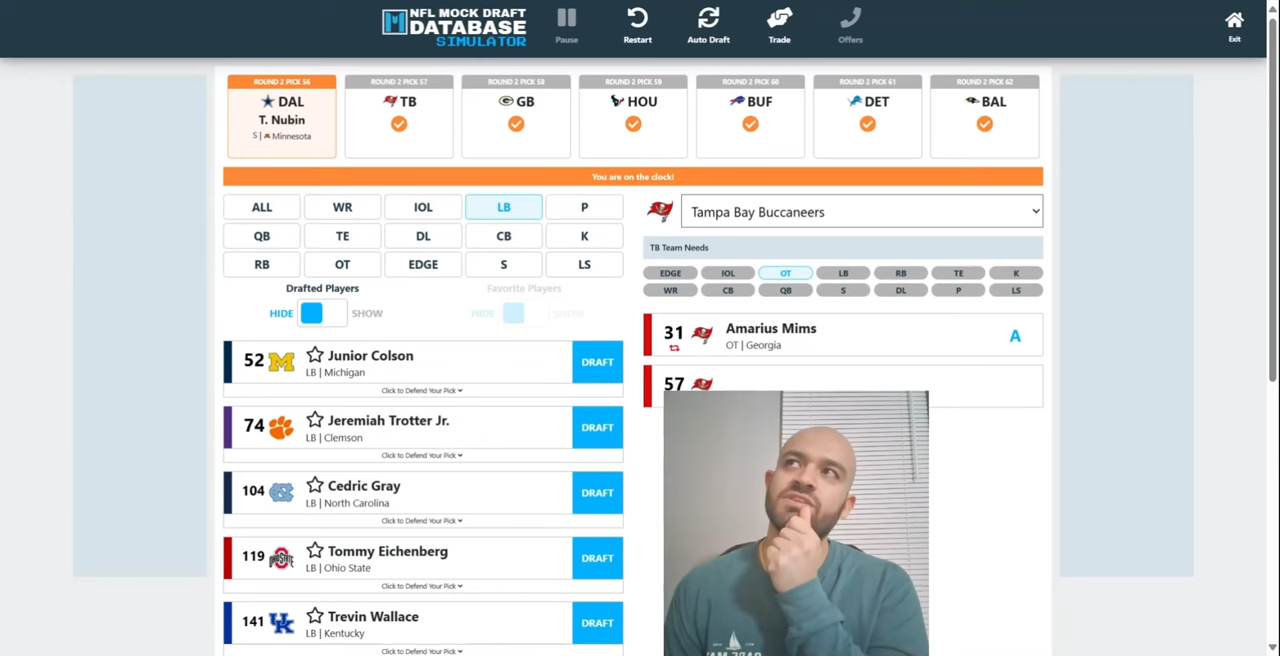 NFL MOCK DRAFT
DATABASE
SIMULATOR
Pause
Restart
Auto Draft
Trade
Offers
Exit
ROUND 2 PICK 56
DAL
T. Nubin
S | Minnesota
ROUND 2 PICK 57
TB
ROUND 2 PICK 58
GB
ROUND 2 PICK 59
HOU
ROUND 2 PICK 60
BUF
ROUND 2 PICK 61
DET
ROUND 2 PICK 62
BAL
You are on the clock!
ALL WR IOL LB P
QB TE DL CB K
RB OT EDGE S LS
Drafted Players
HIDE SHOW
Favorite Players
HIDE SHOW
52 Junior Colson
LB | Michigan
DRAFT
Click to Defend Your Pick
74 Jeremiah Trotter Jr.
LB | Clemson
DRAFT
Click to Defend Your Pick
104 Cedric Gray
LB | North Carolina
DRAFT
Click to Defend Your Pick
119 Tommy Eichenberg
LB | Ohio State
DRAFT
Click to Defend Your Pick
141 Trevin Wallace
LB | Kentucky
DRAFT
Click to Defend Your Pick
Tampa Bay Buccaneers
TB Team Needs
EDGE IOL OT LB RB TE K
WR CB QB S DL P LS
31 Amarius Mims
OT | Georgia
A
57